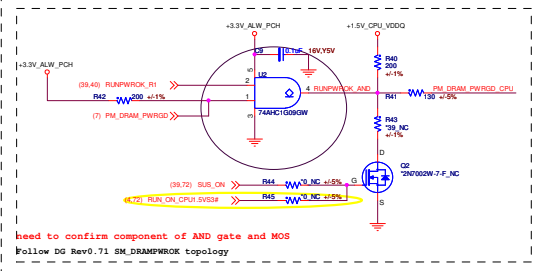 +3.3V_ALW_PCH
+1.5V_CPU_VDDQ
C9 0.1uF 16V,Y5V
+3.3V_ALW_PCH
R40
200
+/-1%
5
U2
(39,40) RUNPWROK_R1
2
4 RUNPWROK_AND
R41
130 +/-5%
PM_DRAM_PWRGD_CPU
R42 200 +/-1%
1
74AHC1G09GW
(7) PM_DRAM_PWRGD
3
R43
*39_NC
+/-1%
D
Q2
*2N7002W-7-F_NC
G
S
(39,72) SUS_ON
R44 *0_NC +/-5%
(4,72) RUN_ON_CPU1.5VS3#
R45 *0_NC +/-5%
need to confirm component of AND gate and MOS
Follow DG Rev0.71 SM_DRAMPWROK topology